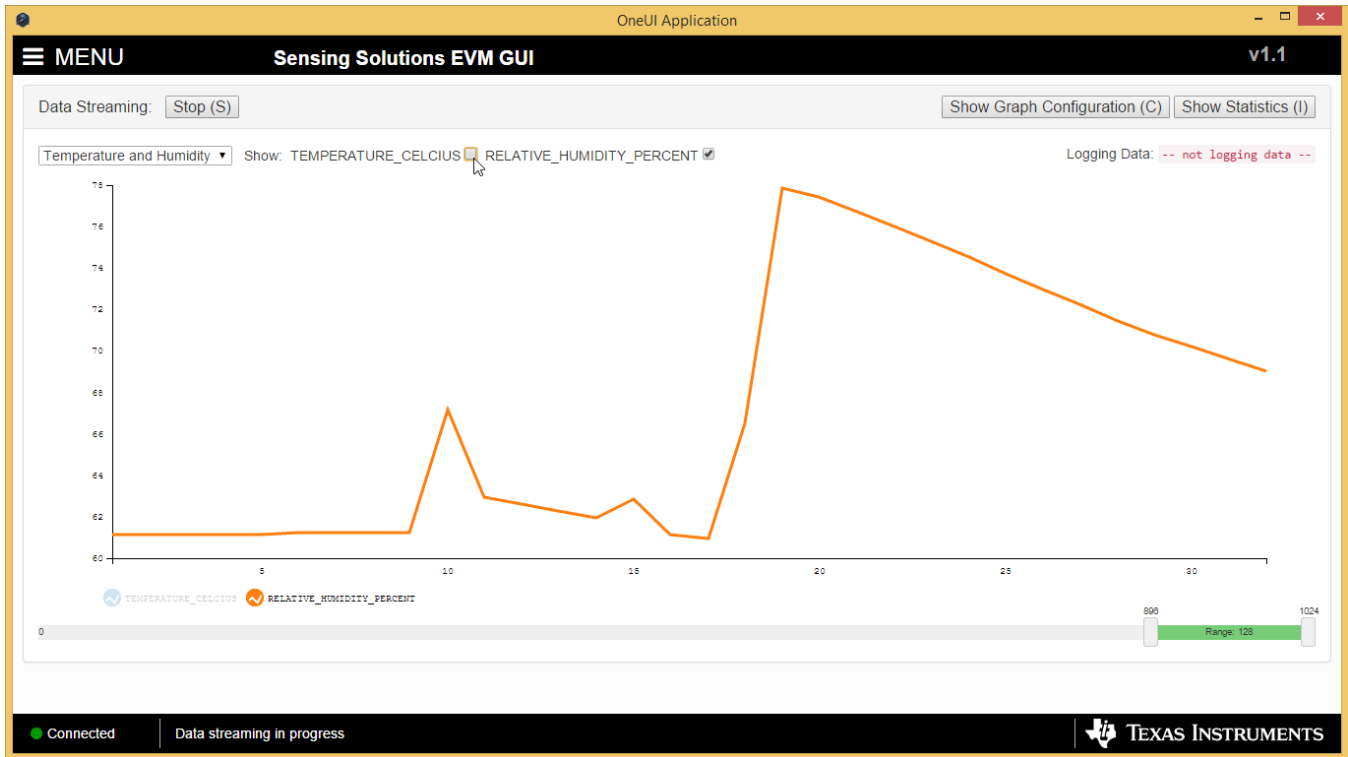 OneUI Application
MENU Sensing Solutions EVM GUI v1.1
Data Streaming: Stop (S) Show Graph Configuration (C) Show Statistics (I)
Temperature and Humidity Show: TEMPERATURE_CELCIUS RELATIVE_HUMIDITY_PERCENT Logging Data: -- not logging data --
78
76
74
72
70
68
66
64
62
60
5 10 15 20 25 30
TEMPERATURE_CELCIUS RELATIVE_HUMIDITY_PERCENT
896 1024
0 Range: 128
Connected Data streaming in progress TEXAS INSTRUMENTS